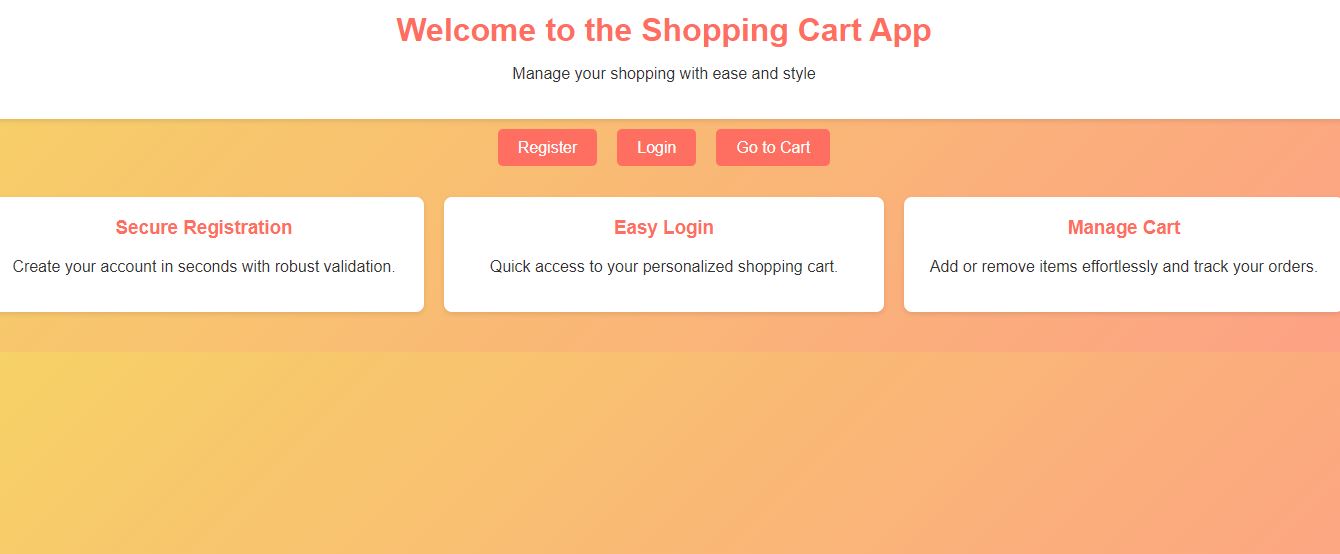 Welcome to the Shopping Cart App
Manage your shopping with ease and style
Register
Login
Go to Cart
Secure Registration
Create your account in seconds with robust validation.
Easy Login
Quick access to your personalized shopping cart.
Manage Cart
Add or remove items effortlessly and track your orders.